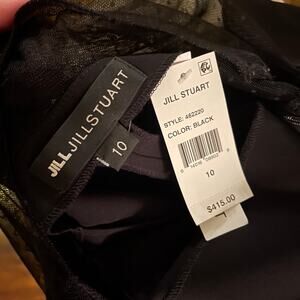 JILL JILLSTUART
10
JILL STUART
STYLE: 462220
COLOR: BLACK
10
$415.00